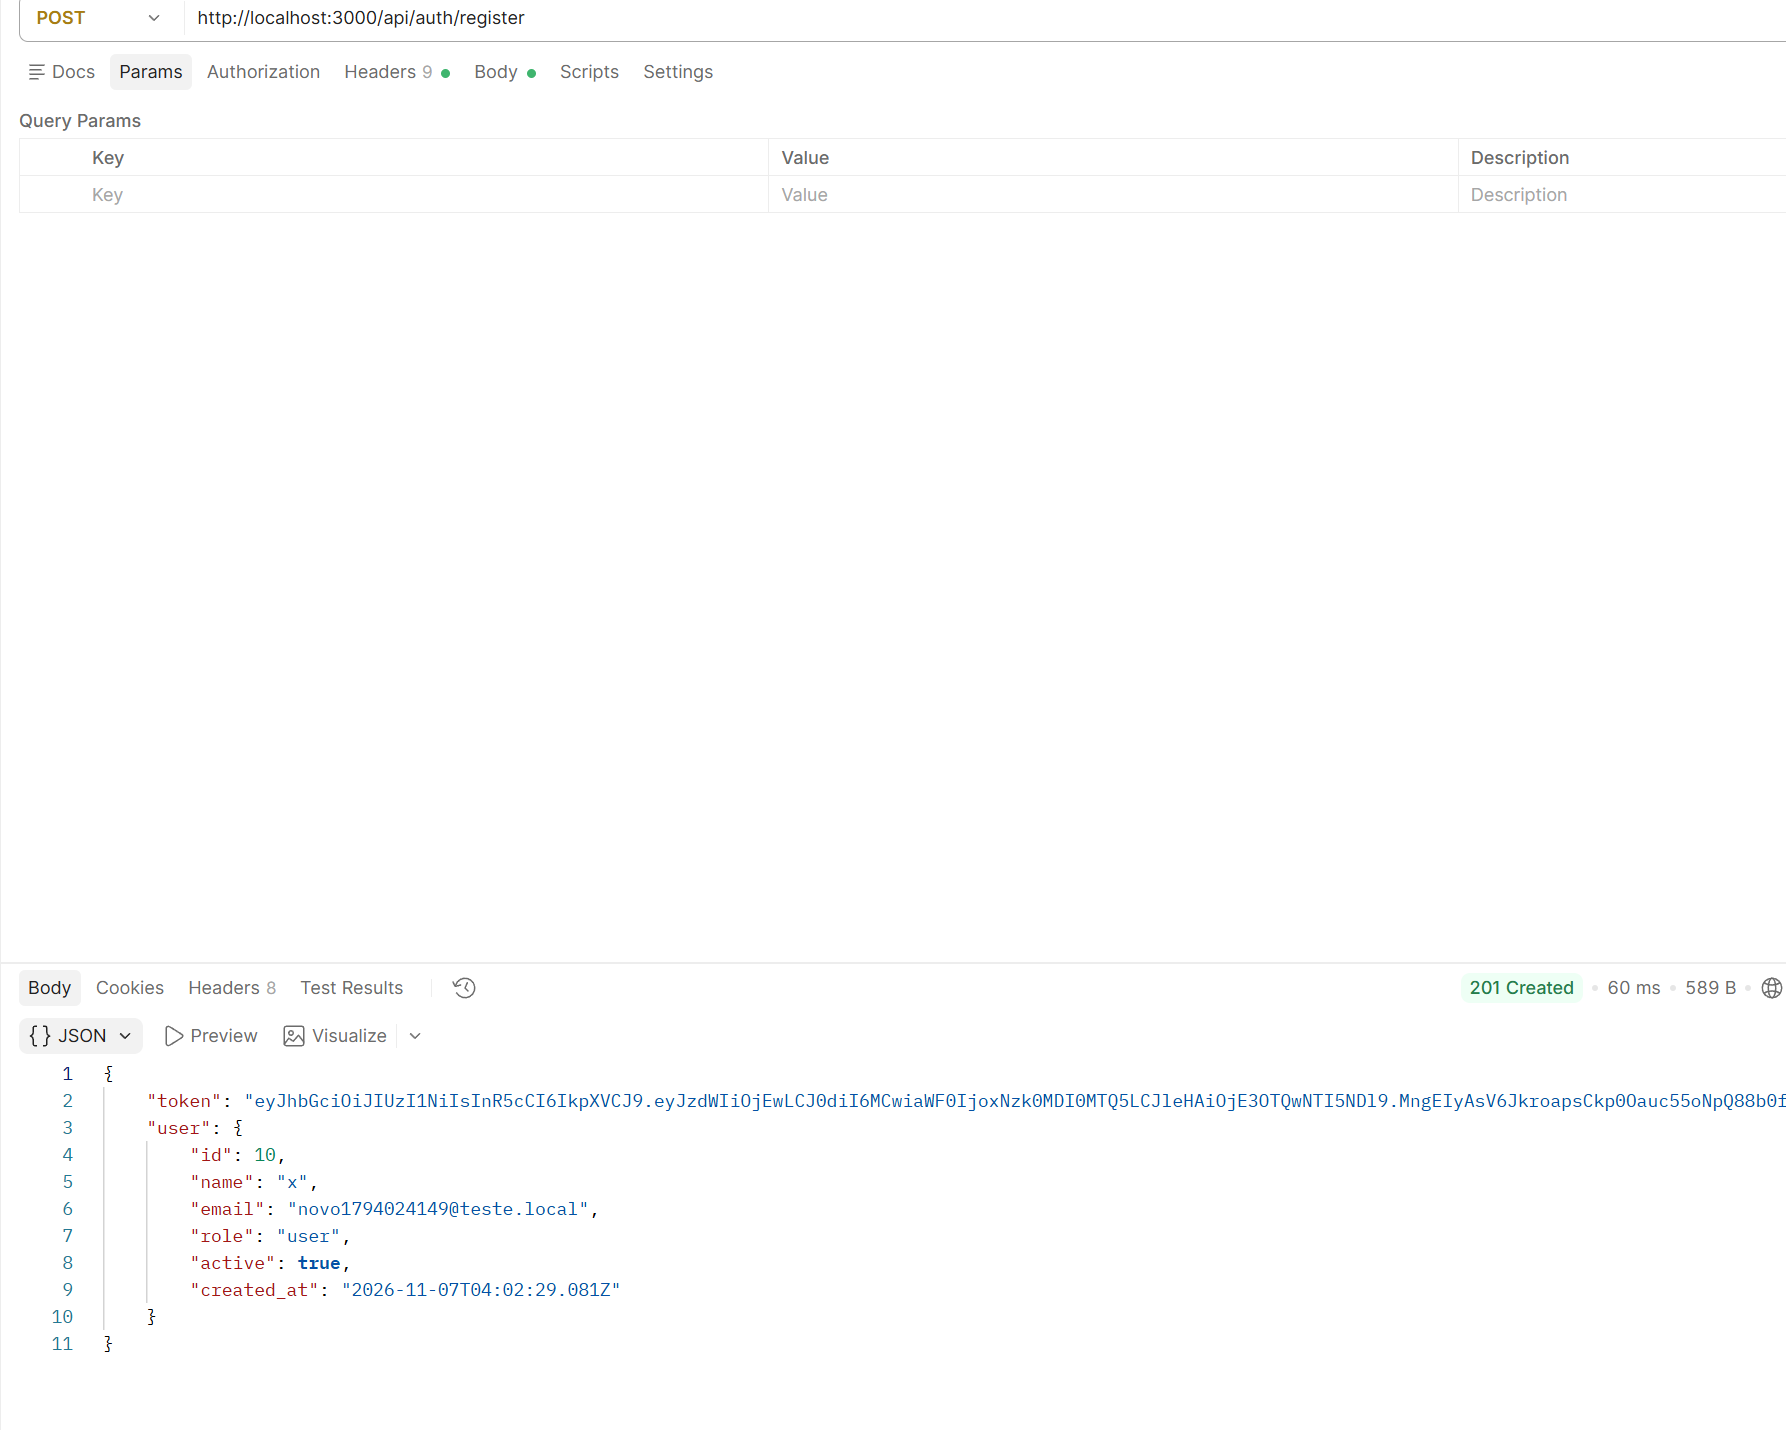 POST http://localhost:3000/api/auth/register
Docs Params Authorization Headers 9 Body Scripts Settings
Query Params
Key Value Description
Key Value Description
Body Cookies Headers 8 Test Results 201 Created 60 ms 589 B
{} JSON Preview Visualize
1 {
2 "token": "eyJhbGciOiJIUzI1NiIsInR5cCI6IkpXVCJ9.eyJzdWIiOjEwLCJ0diI6MCwiaWF0IjoxNzk0MDI0MTQ5LCJleHAiOjE3OTQwNTI5NDl9.MngEIyAsV6JkroapsCkp0Oauc55oNpQ88b0f
3 "user": {
4 "id": 10,
5 "name": "x",
6 "email": "novo1794024149@teste.local",
7 "role": "user",
8 "active": true,
9 "created_at": "2026-11-07T04:02:29.081Z"
10 }
11 }